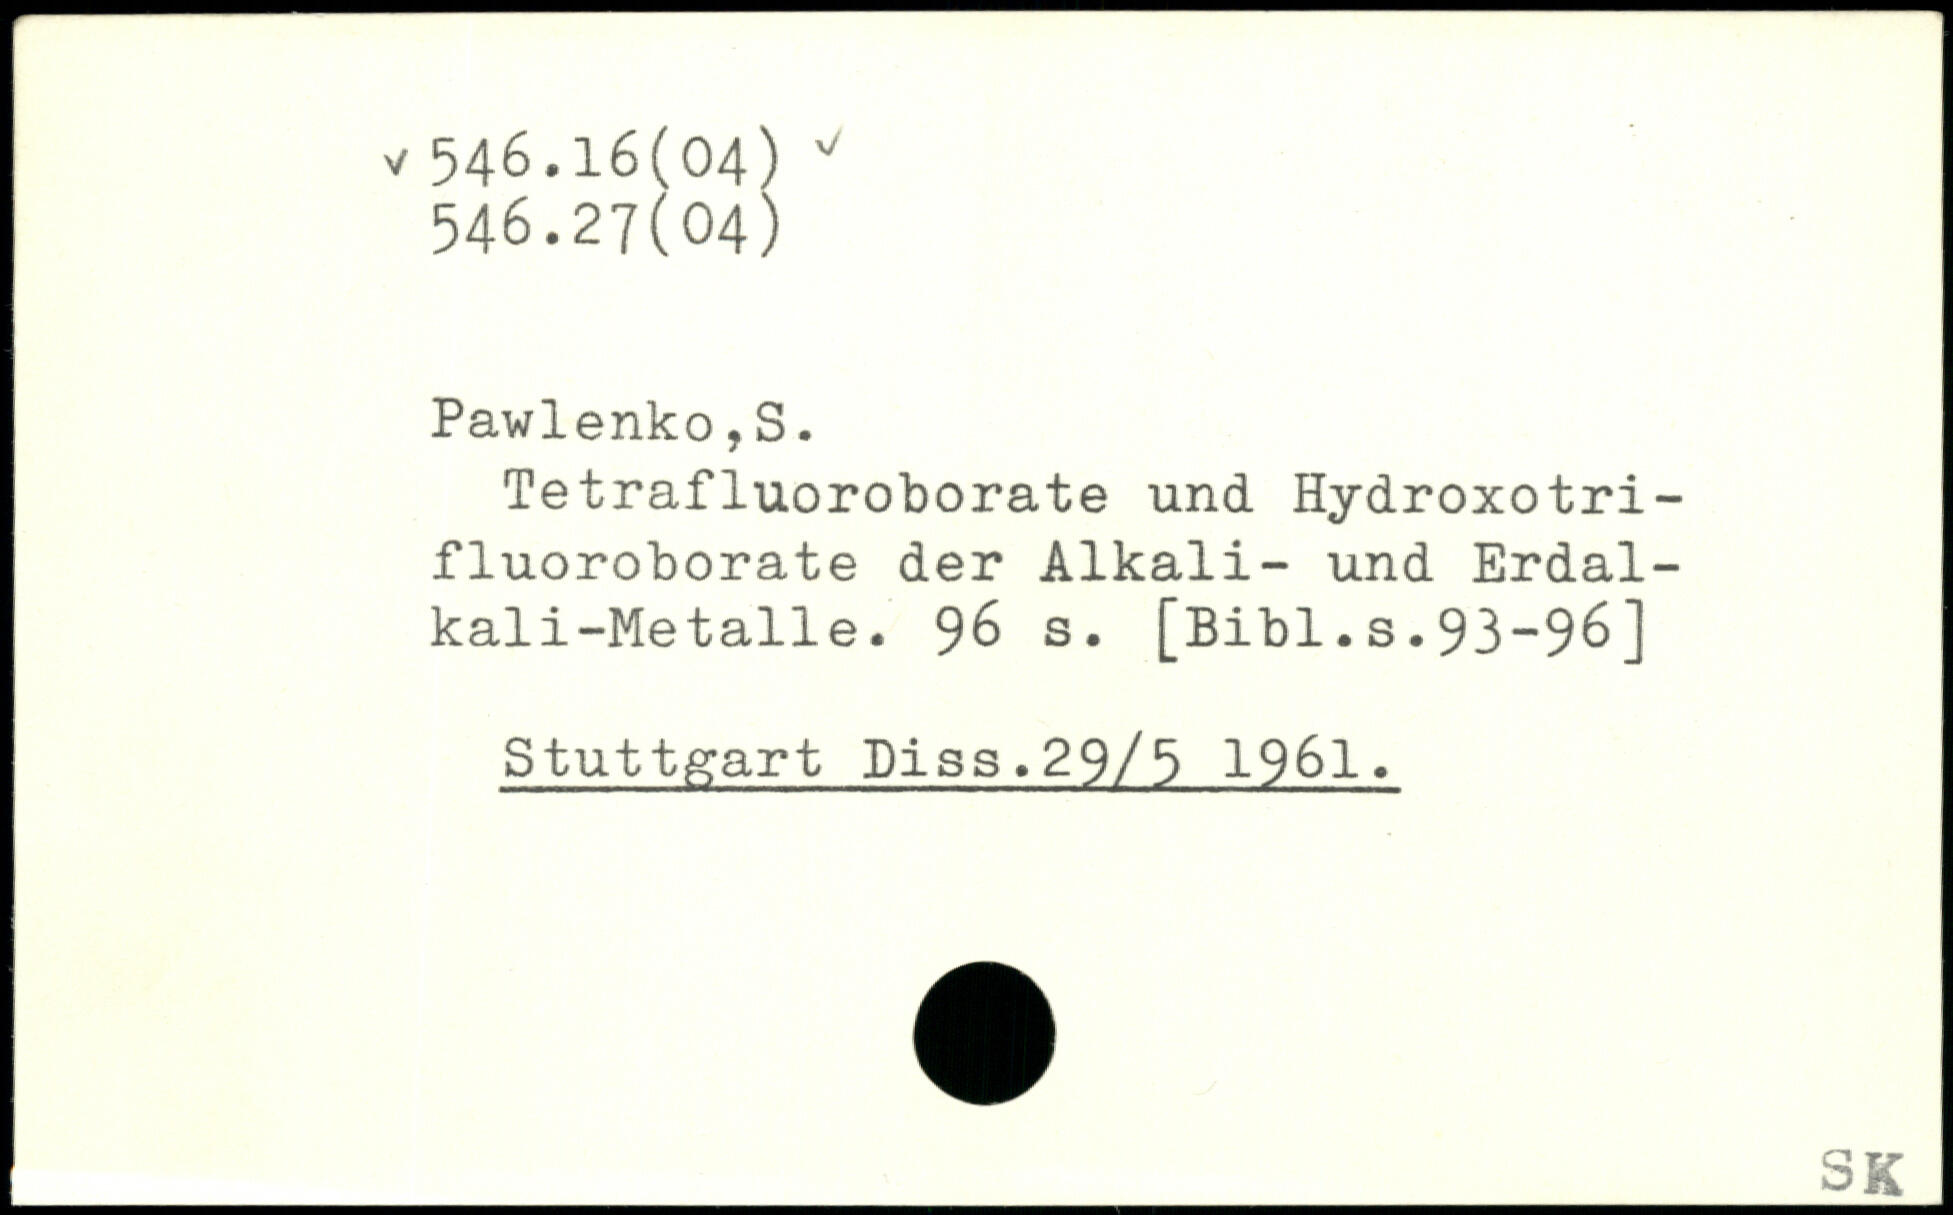 ✓ 546.16(04) ✓
546.27(04)
Pawlenko,S.
Tetrafluoroborate und Hydroxotri-
fluoroborate der Alkali- und Erdal-
kali-Metalle. 96 s. [Bibl.s.93-96]
Stuttgart Diss.29/5 1961.
SK